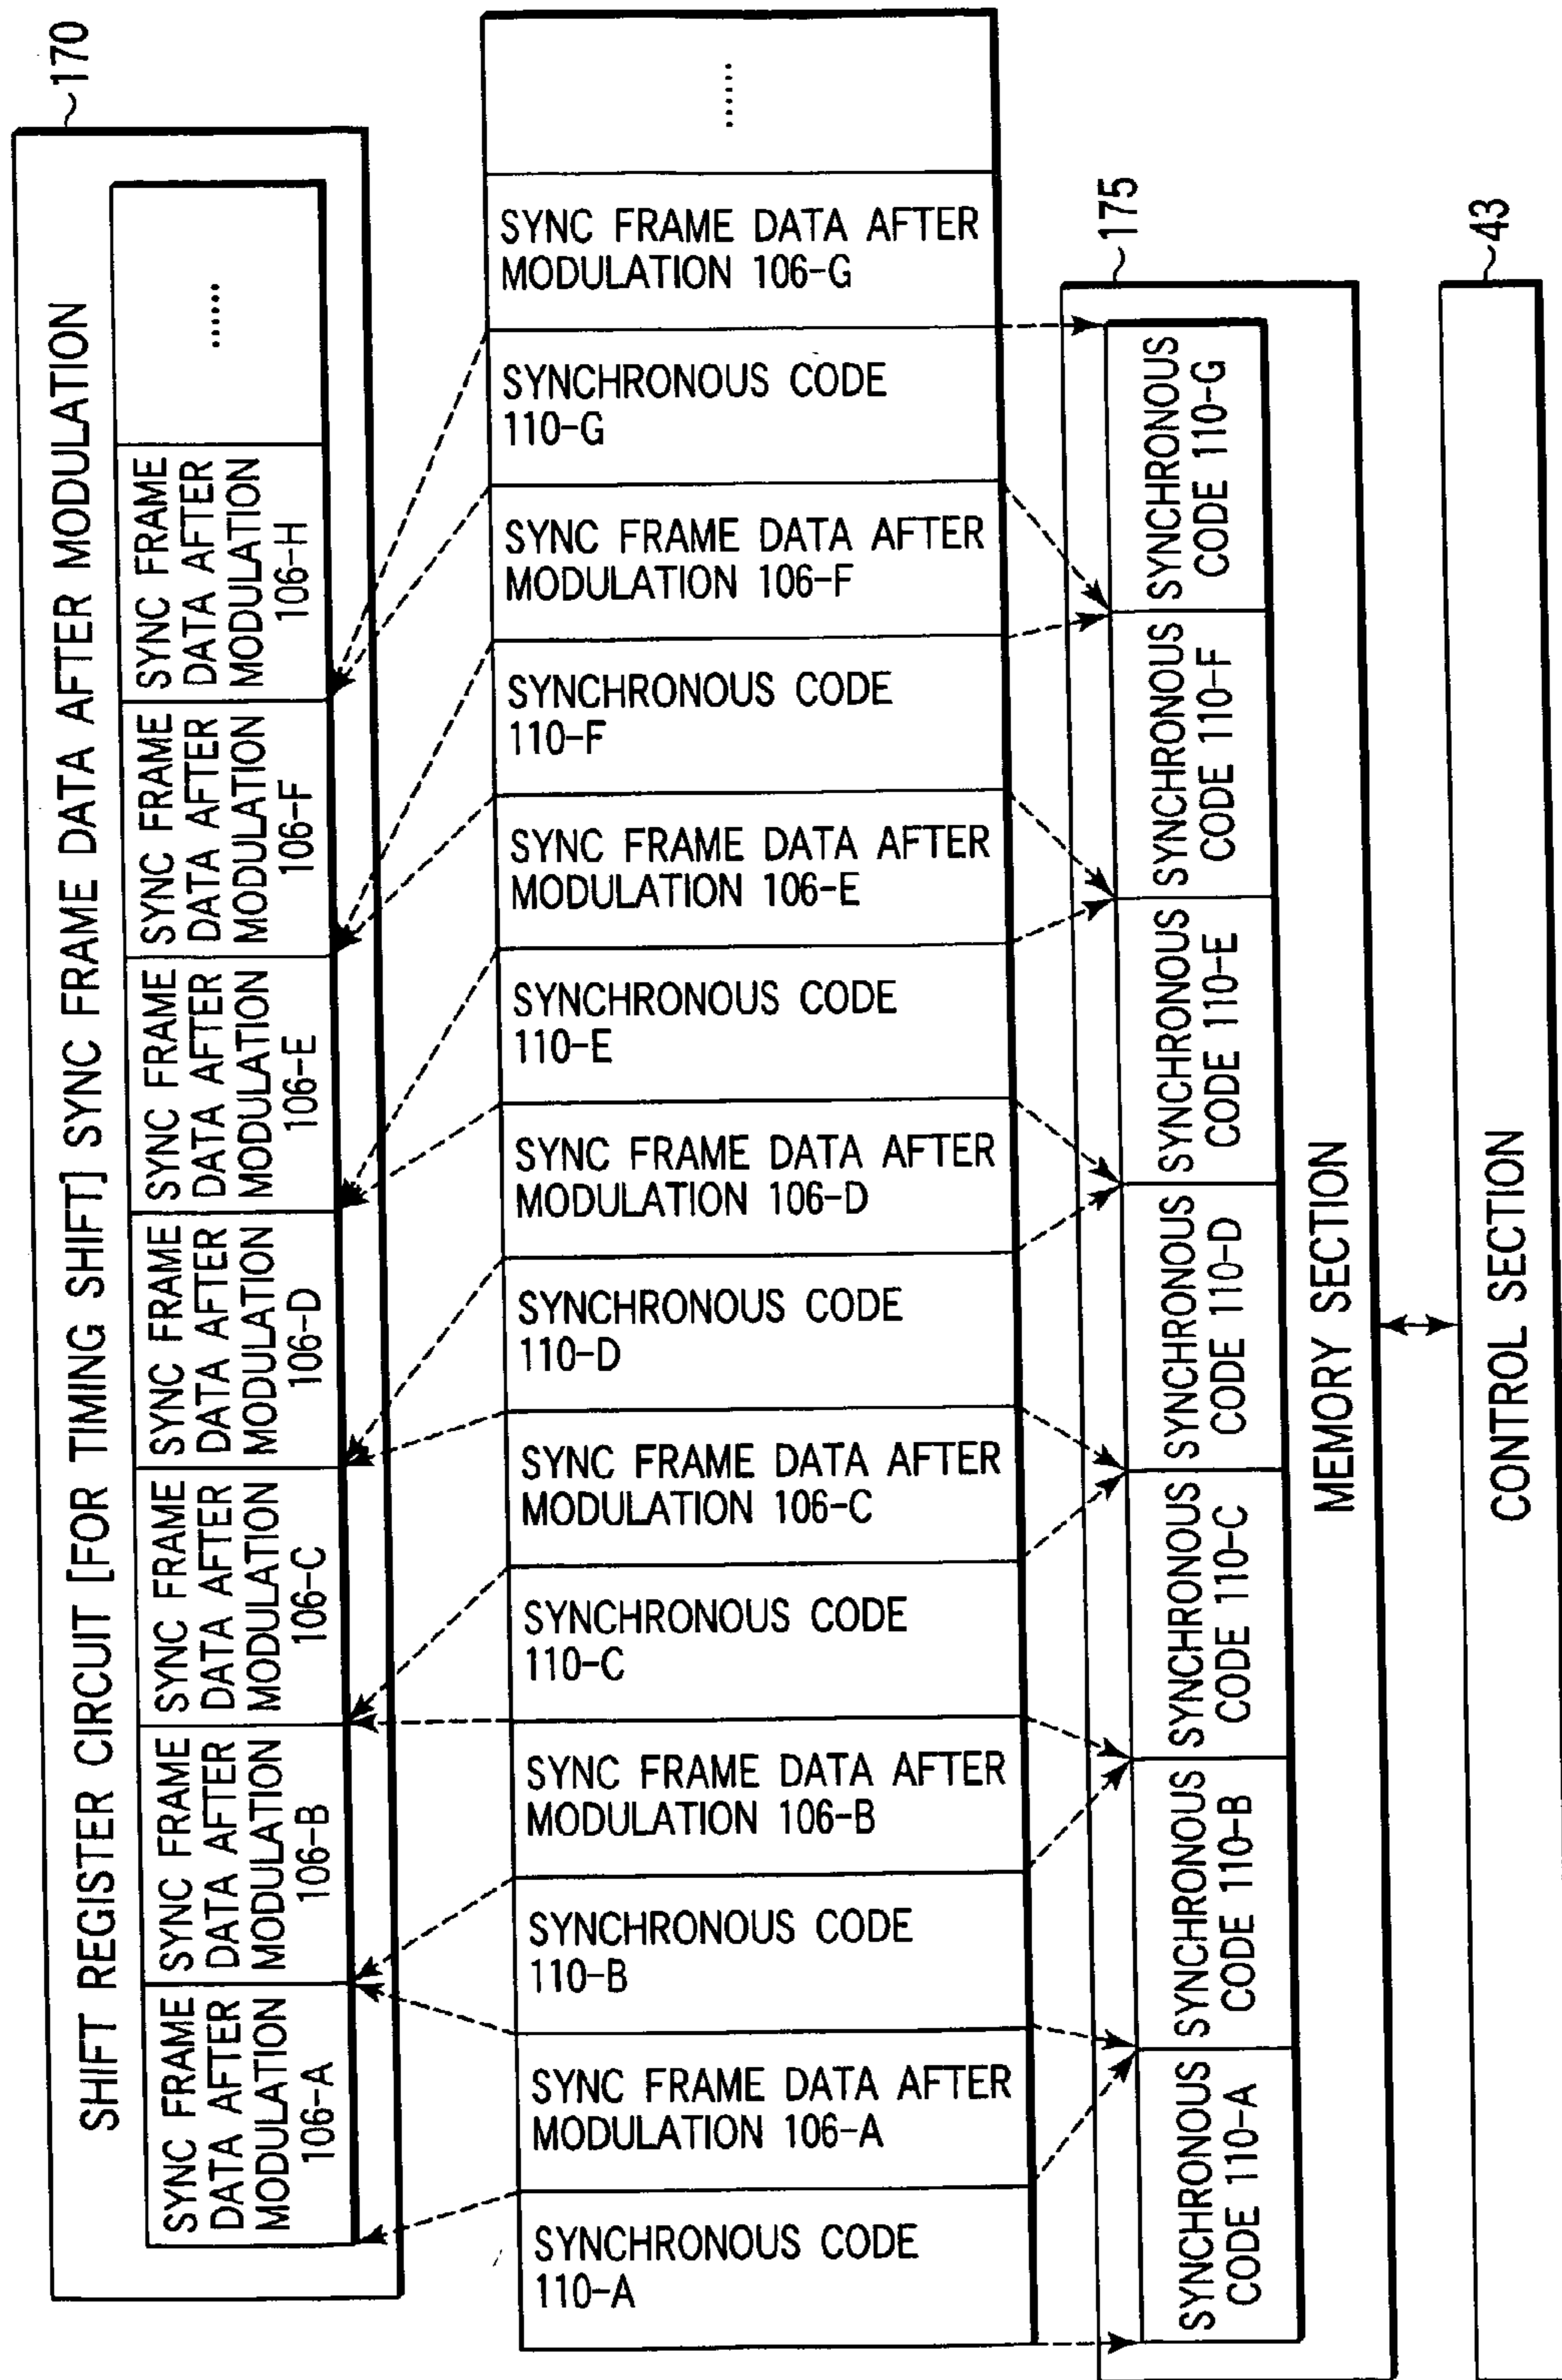 SHIFT REGISTER CIRCUIT [FOR TIMING SHIFT] SYNC FRAME DATA AFTER MODULATION
170
SYNC FRAME
DATA AFTER
MODULATION
106-A
SYNC FRAME
DATA AFTER
MODULATION
106-B
SYNC FRAME
DATA AFTER
MODULATION
106-C
SYNC FRAME
DATA AFTER
MODULATION
106-D
SYNC FRAME
DATA AFTER
MODULATION
106-E
SYNC FRAME
DATA AFTER
MODULATION
106-F
SYNC FRAME
DATA AFTER
MODULATION
106-H
......
SYNCHRONOUS CODE
110-A
SYNC FRAME DATA AFTER
MODULATION 106-A
SYNCHRONOUS CODE
110-B
SYNC FRAME DATA AFTER
MODULATION 106-B
SYNCHRONOUS CODE
110-C
SYNC FRAME DATA AFTER
MODULATION 106-C
SYNCHRONOUS CODE
110-D
SYNC FRAME DATA AFTER
MODULATION 106-D
SYNCHRONOUS CODE
110-E
SYNC FRAME DATA AFTER
MODULATION 106-E
SYNCHRONOUS CODE
110-F
SYNC FRAME DATA AFTER
MODULATION 106-F
SYNCHRONOUS CODE
110-G
SYNC FRAME DATA AFTER
MODULATION 106-G
......
175
SYNCHRONOUS
CODE 110-A
SYNCHRONOUS
CODE 110-B
SYNCHRONOUS
CODE 110-C
SYNCHRONOUS
CODE 110-D
SYNCHRONOUS
CODE 110-E
SYNCHRONOUS
CODE 110-F
SYNCHRONOUS
CODE 110-G
MEMORY SECTION
43
CONTROL SECTION